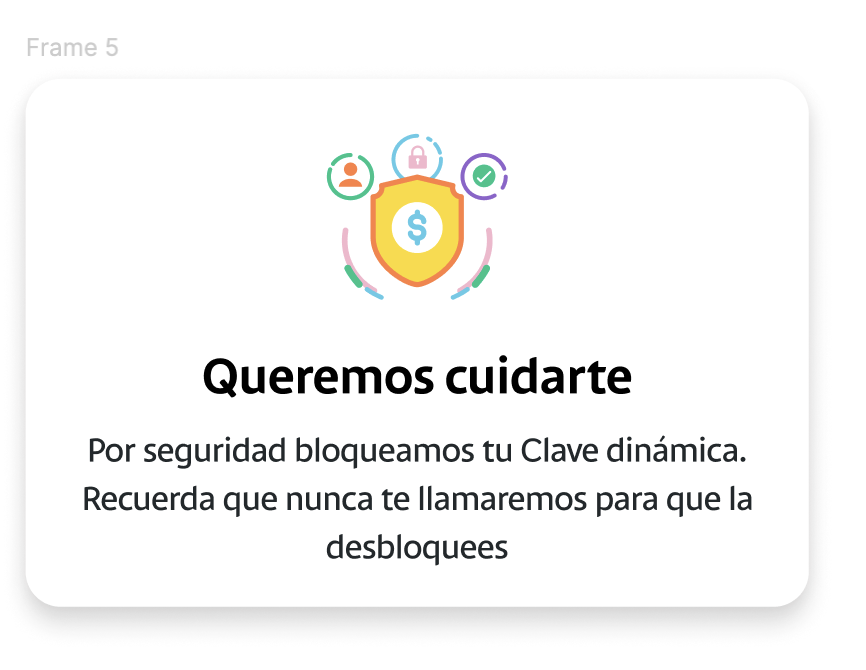 Frame 5
$
Queremos cuidarte
Por seguridad bloqueamos tu Clave dinámica.
Recuerda que nunca te llamaremos para que la
desbloquees